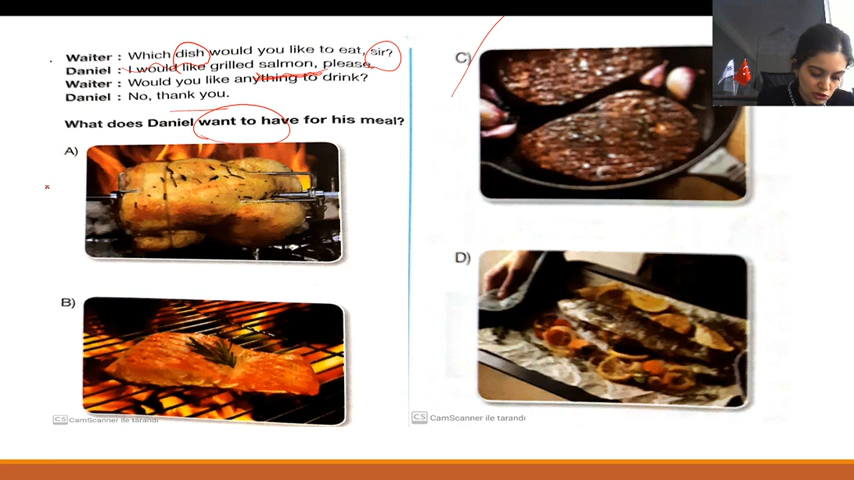 Waiter : Which dish would you like to eat, sir?
Daniel : I would like grilled salmon, please.
Waiter : Would you like anything to drink?
Daniel : No, thank you.
What does Daniel want to have for his meal?
A)
B)
CS CamScanner ile tarandı
C)
D)
CS CamScanner ile tarandı